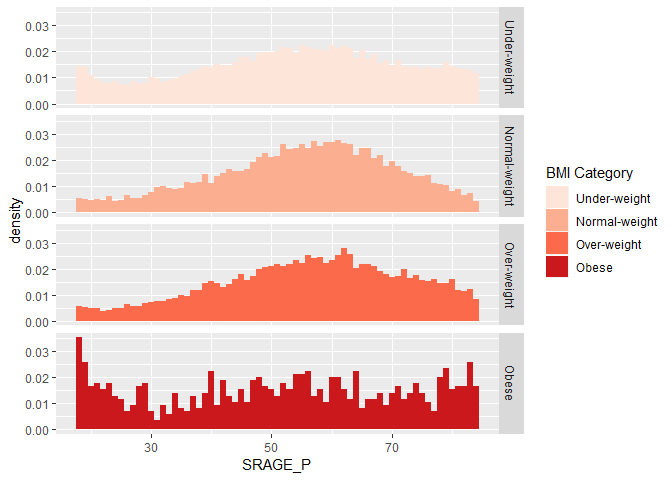 0.03
0.02
0.01
0.00
Under-weight
0.03
0.02
0.01
0.00
Normal-weight
0.03
0.02
0.01
0.00
Over-weight
0.03
0.02
0.01
0.00
Obese
density
30 50 70
SRAGE_P
BMI Category
Under-weight
Normal-weight
Over-weight
Obese